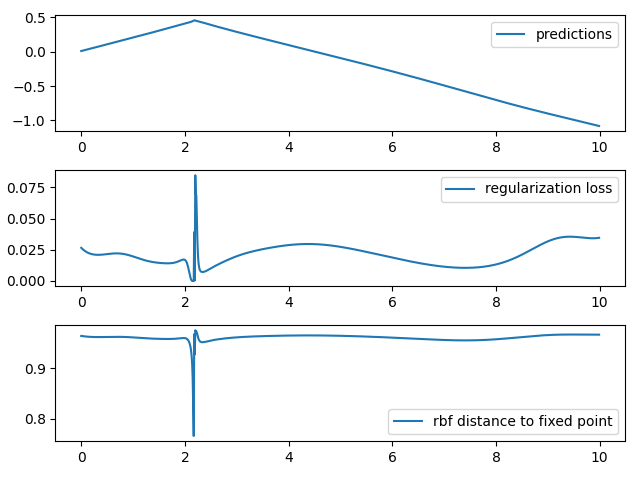 0.5
0.0
−0.5
−1.0
predictions
0 2 4 6 8 10
0.075
0.050
0.025
0.000
regularization loss
0 2 4 6 8 10
0.9
0.8
rbf distance to fixed point
0 2 4 6 8 10